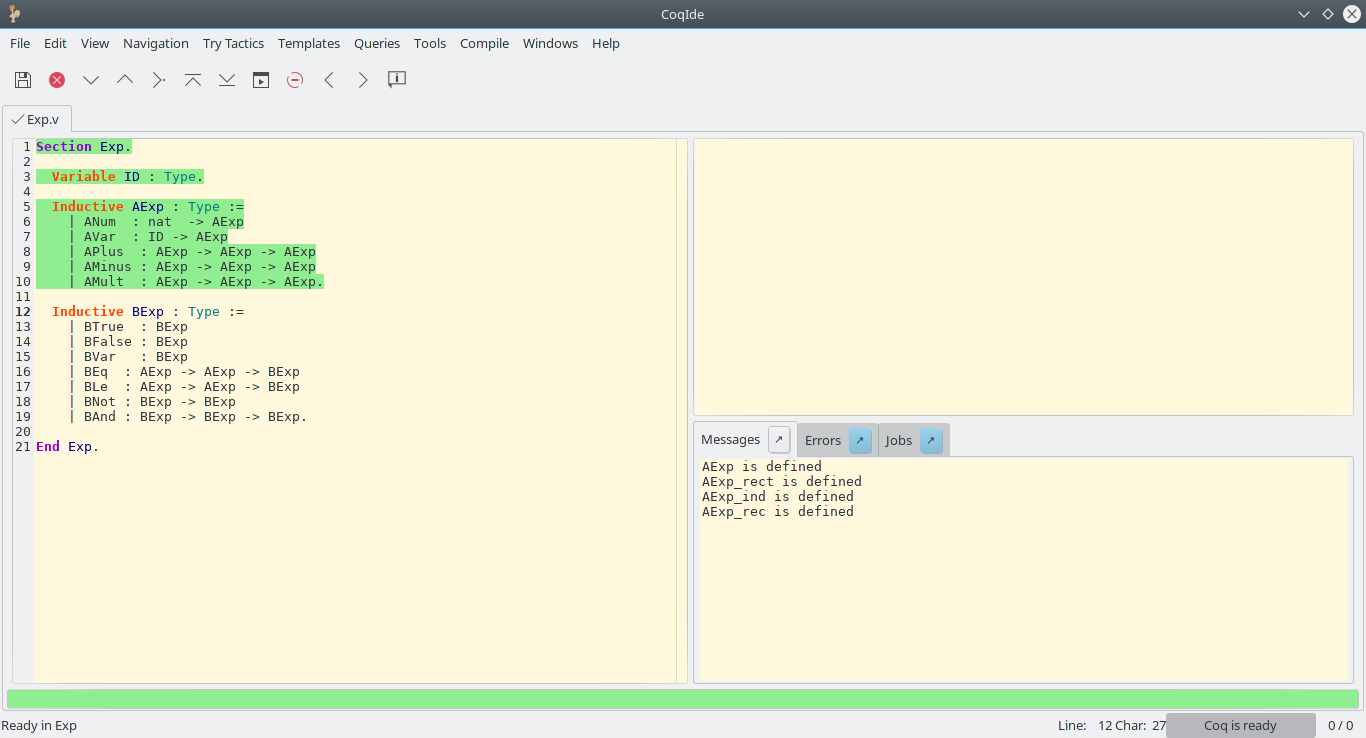 CoqIde
File Edit View Navigation Try Tactics Templates Queries Tools Compile Windows Help
Exp.v
1 Section Exp.
2
3   Variable ID : Type.
4
5   Inductive AExp : Type :=
6     | ANum  : nat  -> AExp
7     | AVar  : ID -> AExp
8     | APlus  : AExp -> AExp -> AExp
9     | AMinus : AExp -> AExp -> AExp
10     | AMult  : AExp -> AExp -> AExp.
11
12   Inductive BExp : Type :=
13     | BTrue  : BExp
14     | BFalse : BExp
15     | BVar   : BExp
16     | BEq  : AExp -> AExp -> BExp
17     | BLe  : AExp -> AExp -> BExp
18     | BNot : BExp -> BExp
19     | BAnd : BExp -> BExp -> BExp.
20
21 End Exp.
Messages Errors Jobs
AExp is defined
AExp_rect is defined
AExp_ind is defined
AExp_rec is defined
Ready in Exp Line: 12 Char: 27 Coq is ready 0 / 0